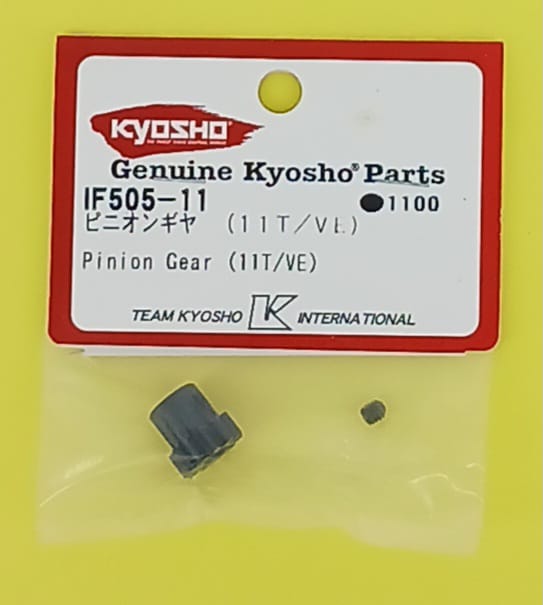 KYOSHO
Genuine Kyosho® Parts
IF505-11 ●1100
ピニオンギヤ (11T/VE)
Pinion Gear (11T/VE)
TEAM KYOSHO K INTERNATIONAL